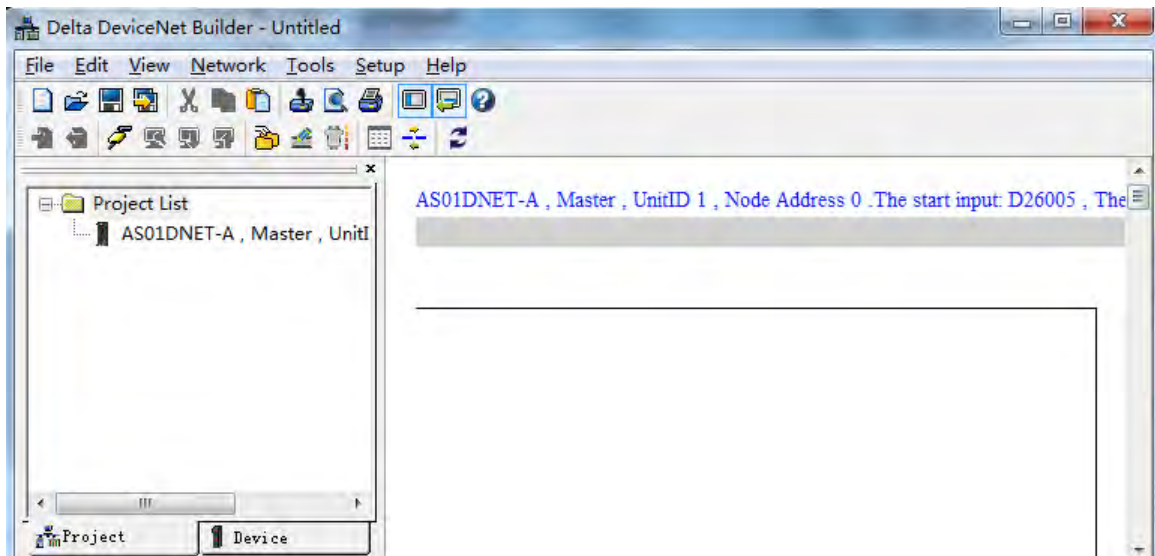 Delta DeviceNet Builder - Untitled
File Edit View Network Tools Setup Help
Project List
AS01DNET-A , Master , UnitI
AS01DNET-A , Master , UnitID 1 , Node Address 0 .The start input: D26005 , The
Project Device